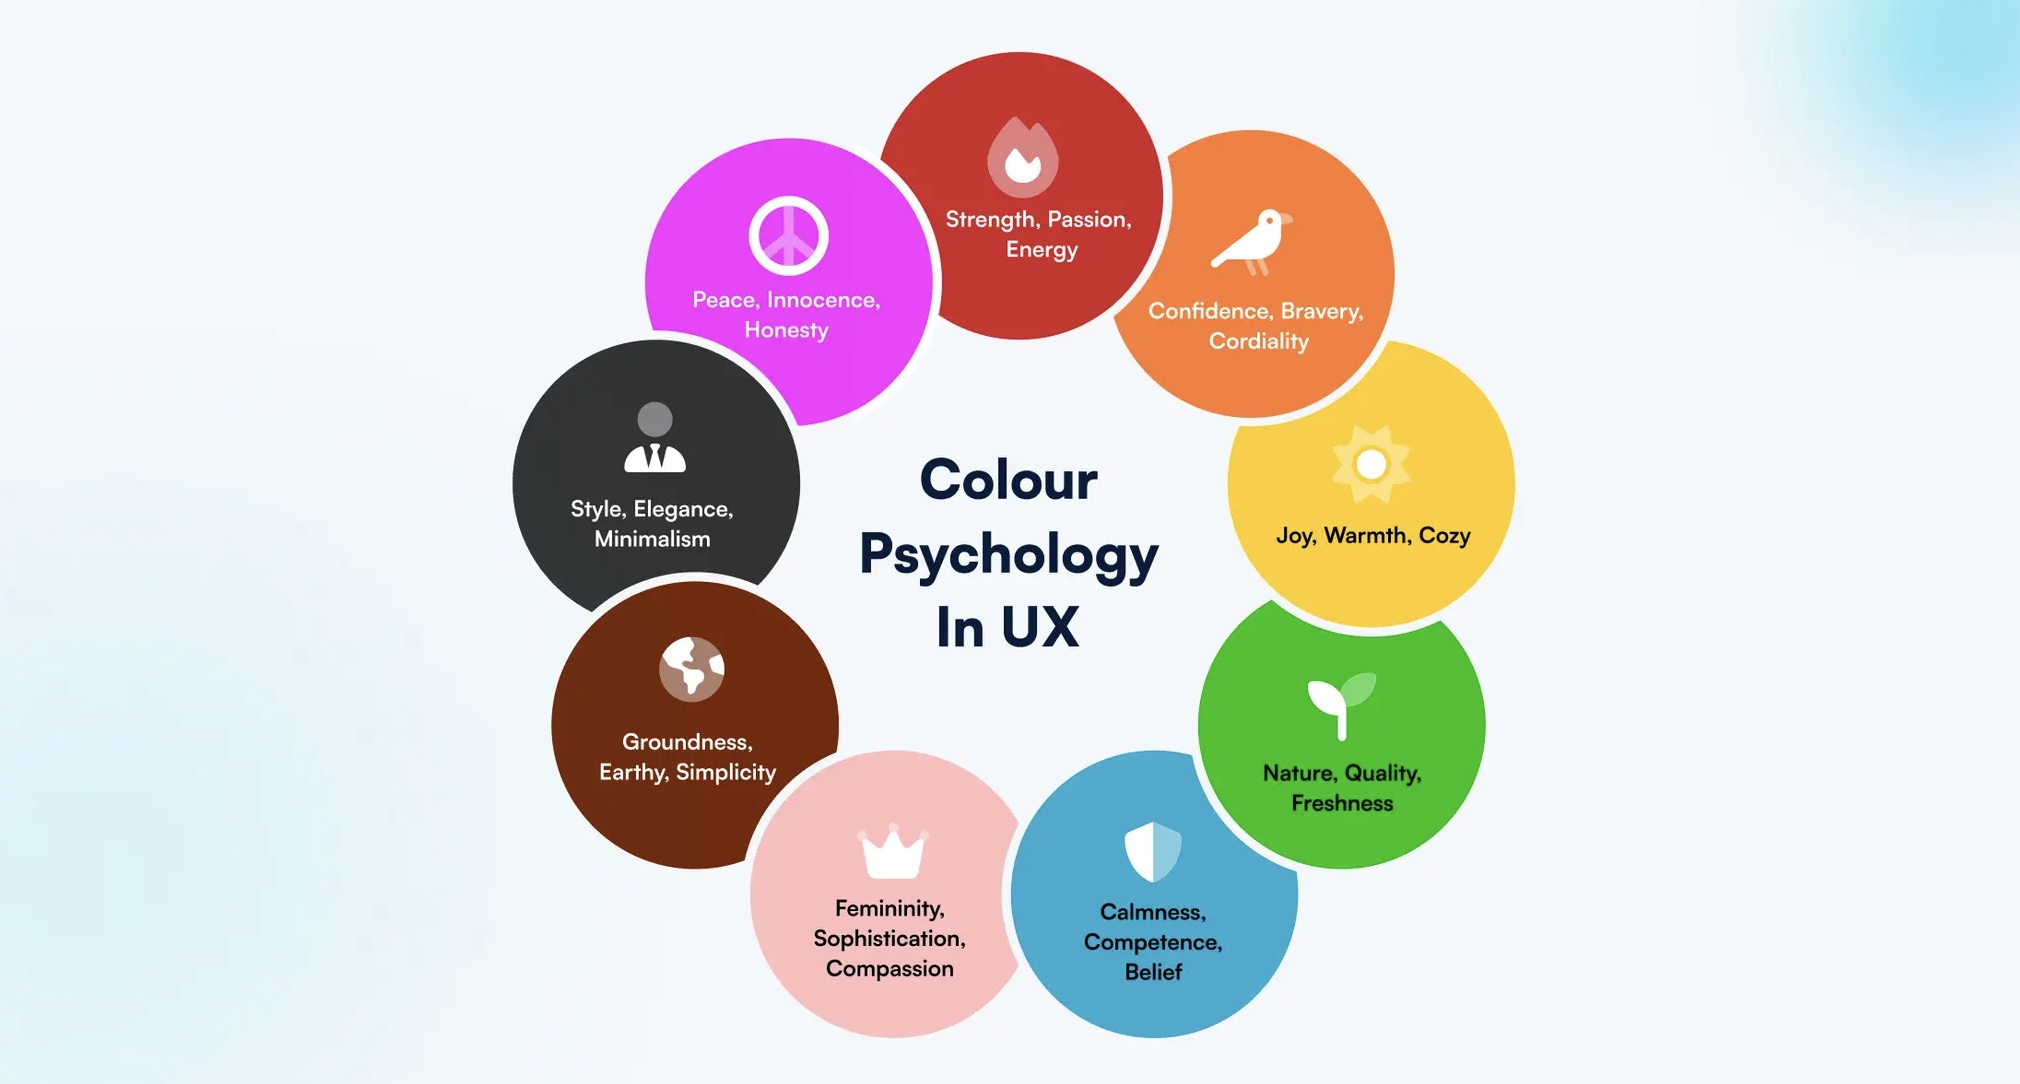 Strength, Passion,
Energy
Confidence, Bravery,
Cordiality
Joy, Warmth, Cozy
Nature, Quality,
Freshness
Calmness,
Competence,
Belief
Femininity,
Sophistication,
Compassion
Groundness,
Earthy, Simplicity
Style, Elegance,
Minimalism
Peace, Innocence,
Honesty
Colour
Psychology
In UX